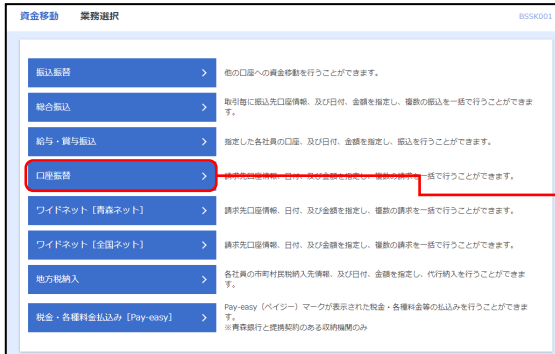 資金移動 業務選択 BSSK001
振込振替 他の口座への資金移動を行うことができます。
総合振込 取引毎に振込先口座情報、及び日付、金額を指定し、複数の振込を一括で行うことができま
す。
給与・賞与振込 指定した各社員の口座、及び日付、金額を指定し、振込を行うことができます。
口座振替 請求先口座情報、日付、及び金額を指定し、複数の請求を一括で行うことができます。
ワイドネット［青森ネット］ 請求先口座情報、日付、及び金額を指定し、複数の請求を一括で行うことができます。
ワイドネット［全国ネット］ 請求先口座情報、日付、及び金額を指定し、複数の請求を一括で行うことができます。
地方税納入 各社員の市町村民税納入先情報、及び日付、金額を指定し、代行納入を行うことができま
す。
税金・各種料金払込み［Pay-easy］ Pay-easy（ペイジー）マークが表示された税金・各種料金等の払込みを行うことができま
す。
※青森銀行と提携契約のある収納機関のみ